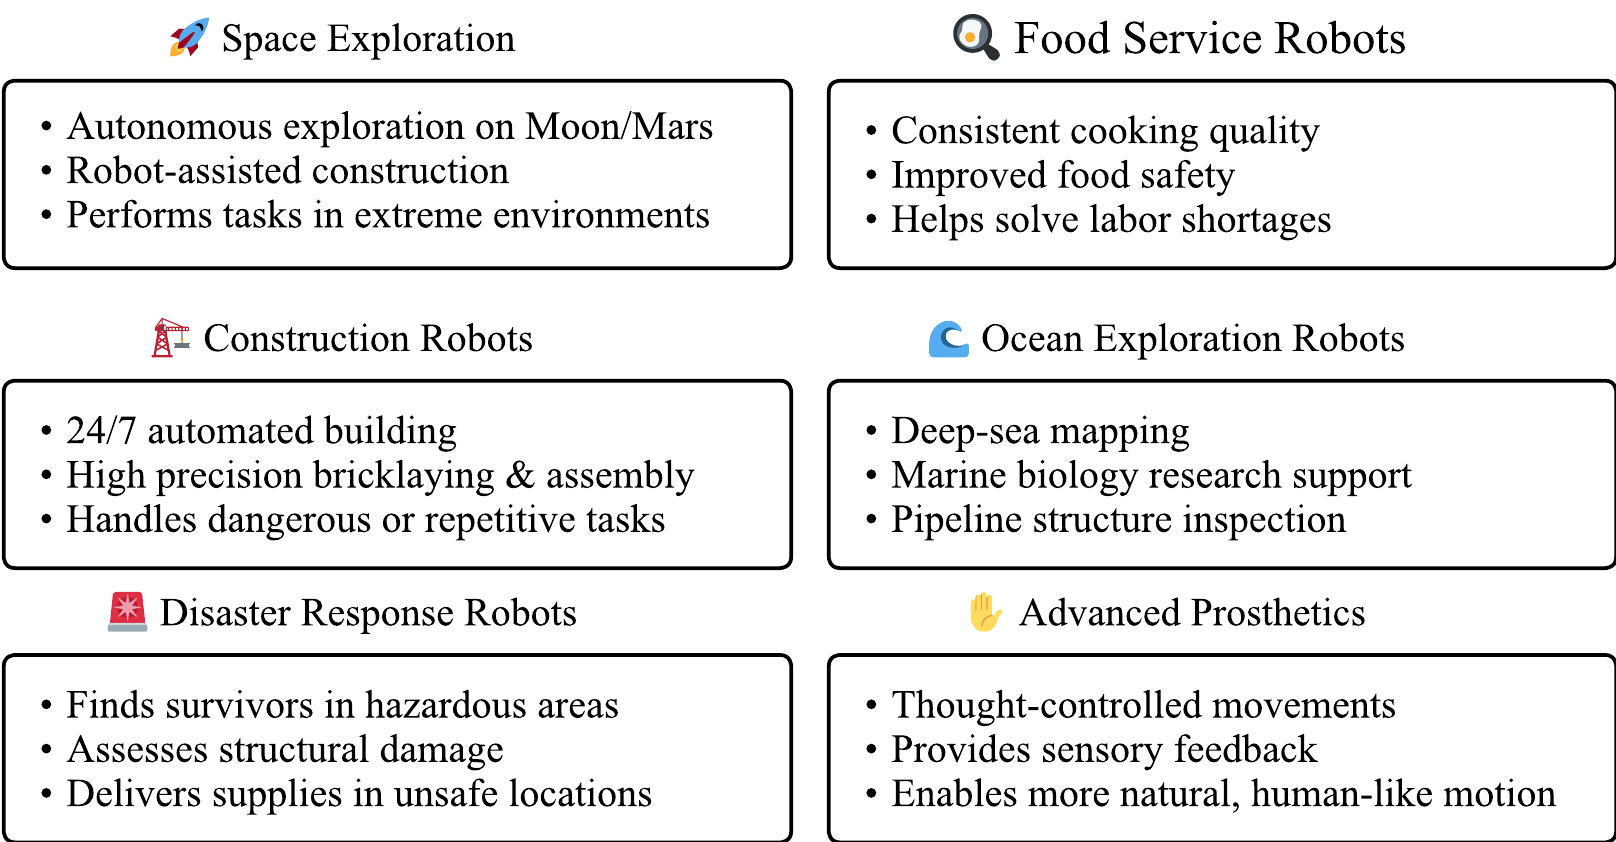 Space Exploration
• Autonomous exploration on Moon/Mars
• Robot-assisted construction
• Performs tasks in extreme environments
Food Service Robots
• Consistent cooking quality
• Improved food safety
• Helps solve labor shortages
Construction Robots
• 24/7 automated building
• High precision bricklaying & assembly
• Handles dangerous or repetitive tasks
Ocean Exploration Robots
• Deep-sea mapping
• Marine biology research support
• Pipeline structure inspection
Disaster Response Robots
• Finds survivors in hazardous areas
• Assesses structural damage
• Delivers supplies in unsafe locations
Advanced Prosthetics
• Thought-controlled movements
• Provides sensory feedback
• Enables more natural, human-like motion